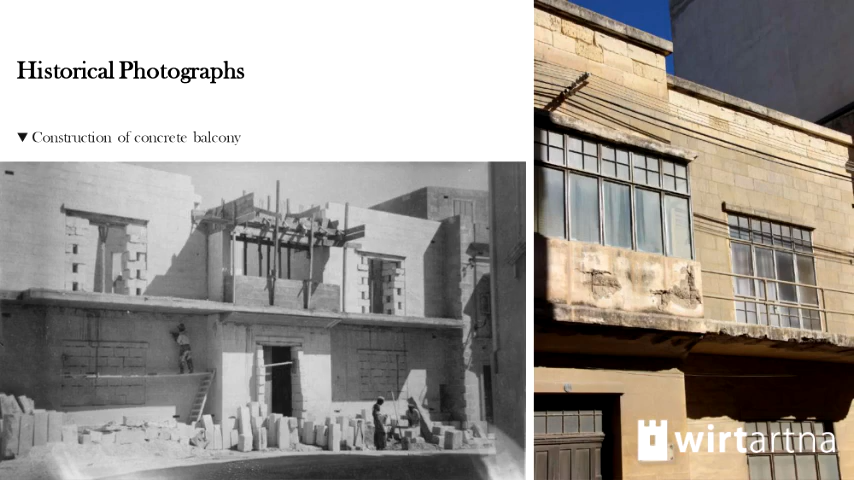 Historical Photographs
▼ Construction of concrete balcony
wirtartna